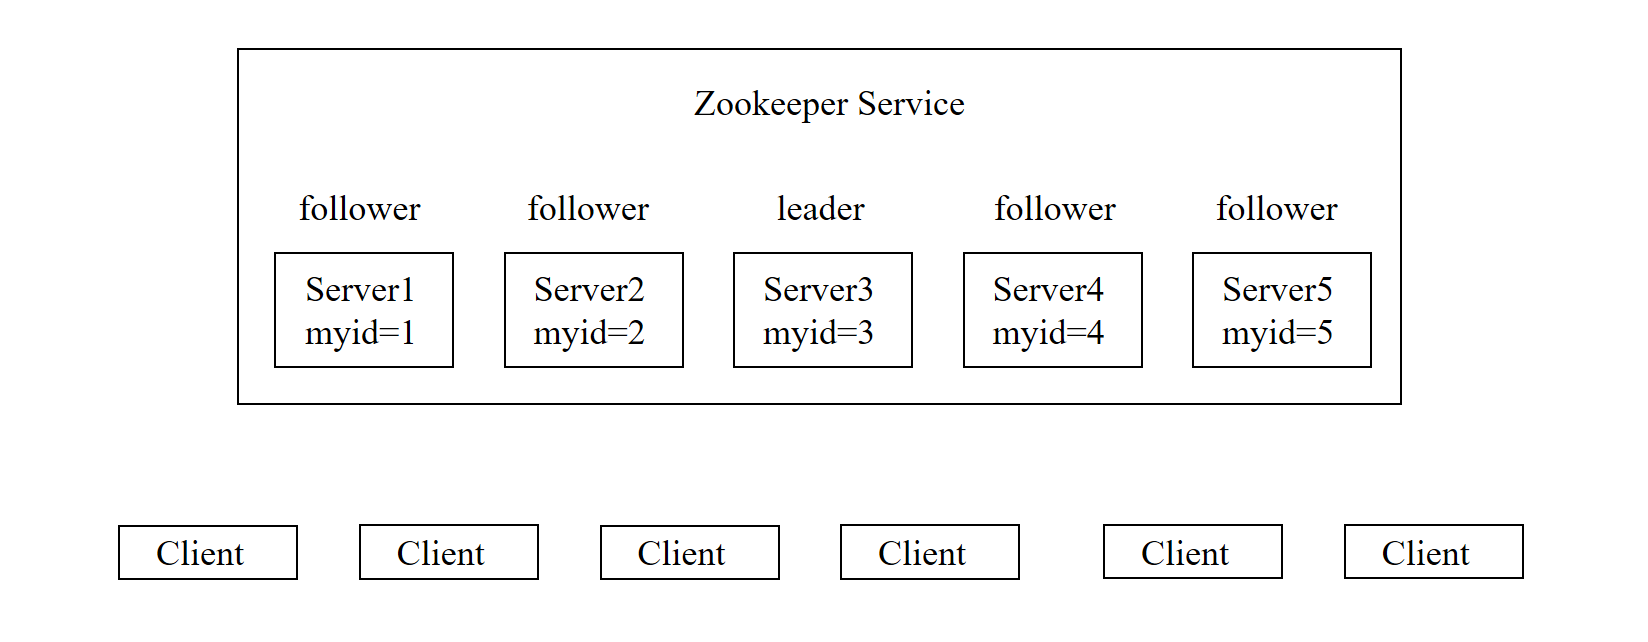 Zookeeper Service
follower follower leader follower follower
Server1 Server2 Server3 Server4 Server5
myid=1 myid=2 myid=3 myid=4 myid=5
Client Client Client Client Client Client